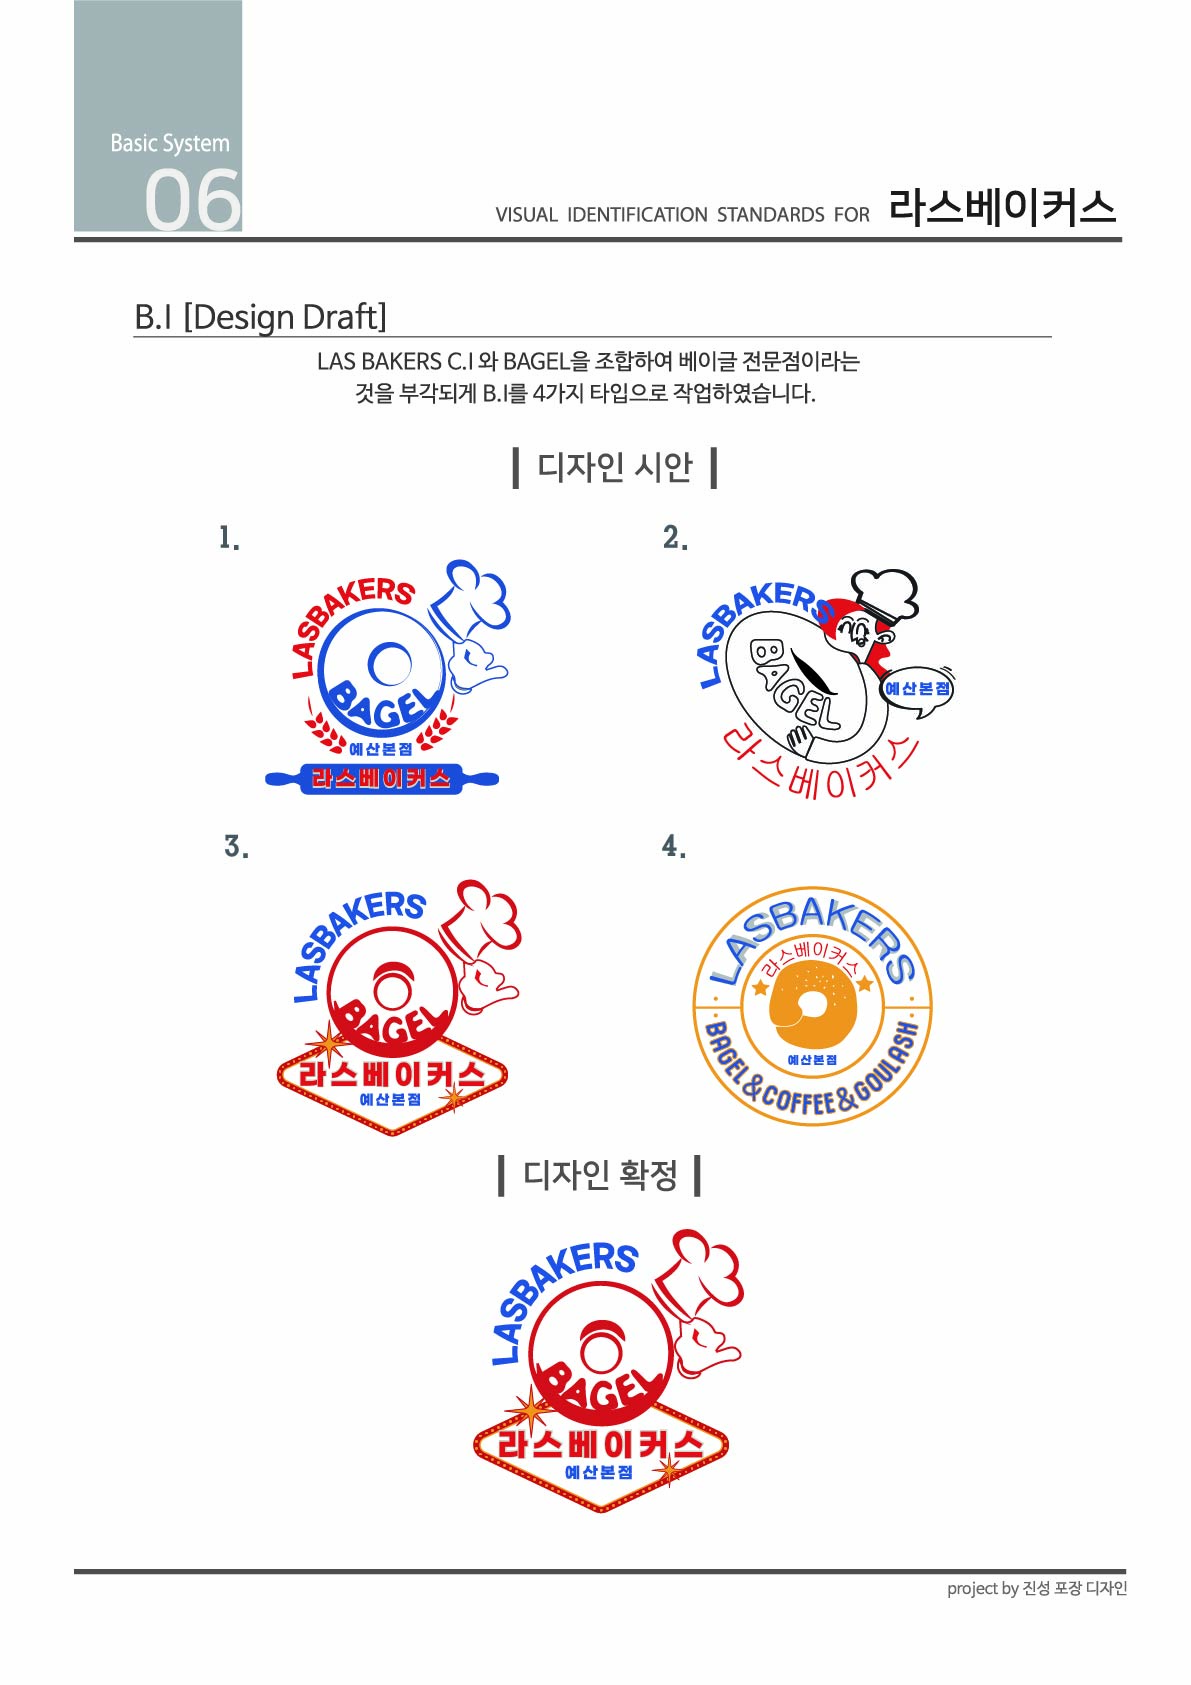 Basic System
06
VISUAL IDENTIFICATION STANDARDS FOR 라스베이커스
B.I [Design Draft]
LAS BAKERS C.I 와 BAGEL을 조합하여 베이글 전문점이라는
것을 부각되게 B.I를 4가지 타입으로 작업하였습니다.
디자인 시안
1.
LASBAKERS
BAGEL
예산본점
라스베이커스
2.
LASBAKERS
BAGEL
예산본점
라스베이커스
3.
LASBAKERS
BAGEL
라스베이커스
예산본점
4.
LASBAKERS
라스베이커스
예산본점
BAGEL&COFFEE&GOULASH
디자인 확정
LASBAKERS
BAGEL
라스베이커스
예산본점
project by 진성 포장 디자인